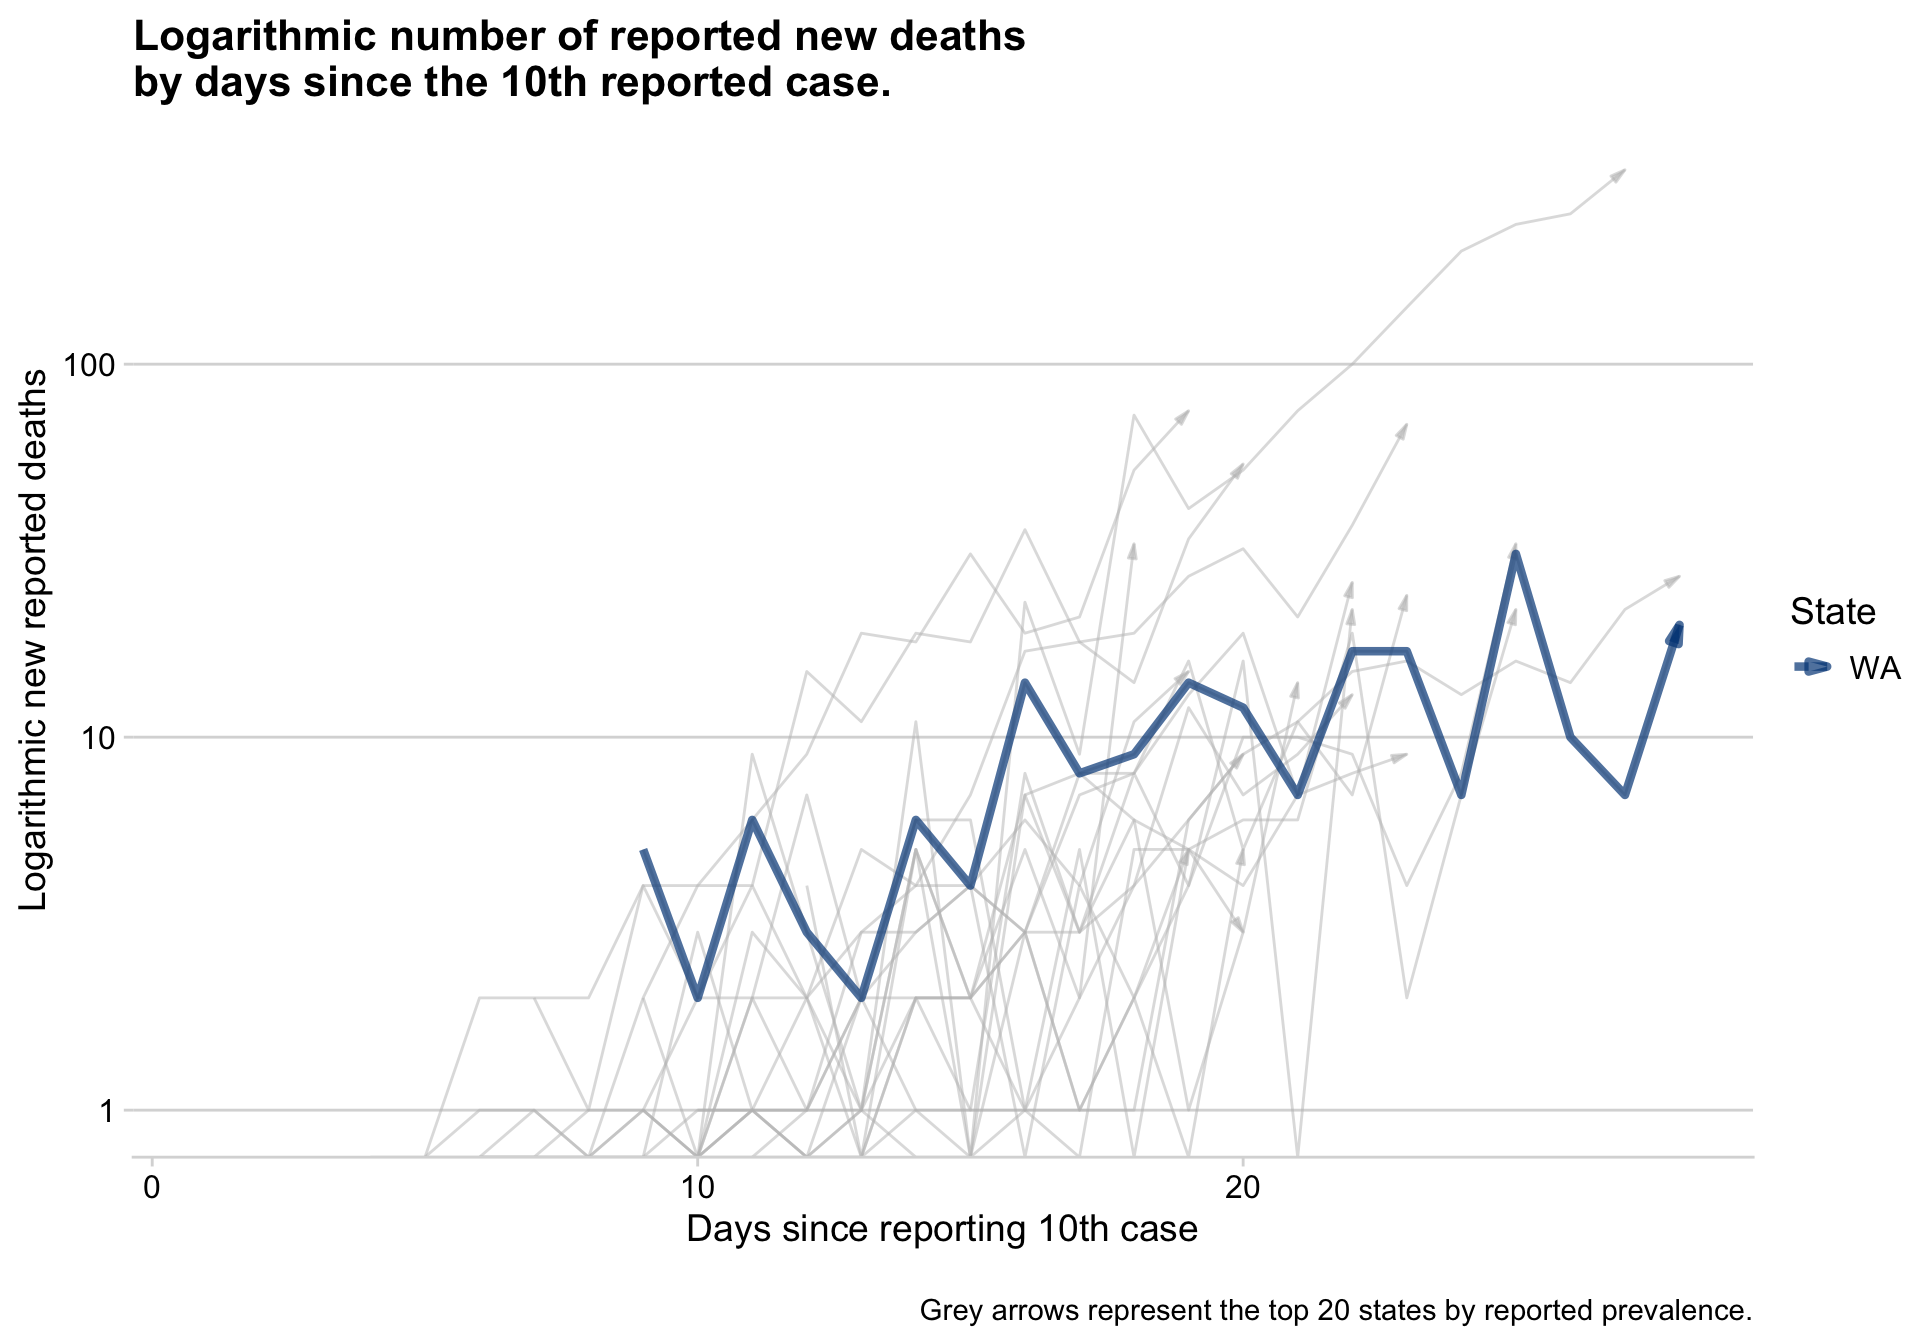 Logarithmic number of reported new deaths
by days since the 10th reported case.
Logarithmic new reported deaths
100
10
1
0
10
20
Days since reporting 10th case
State
WA
Grey arrows represent the top 20 states by reported prevalence.